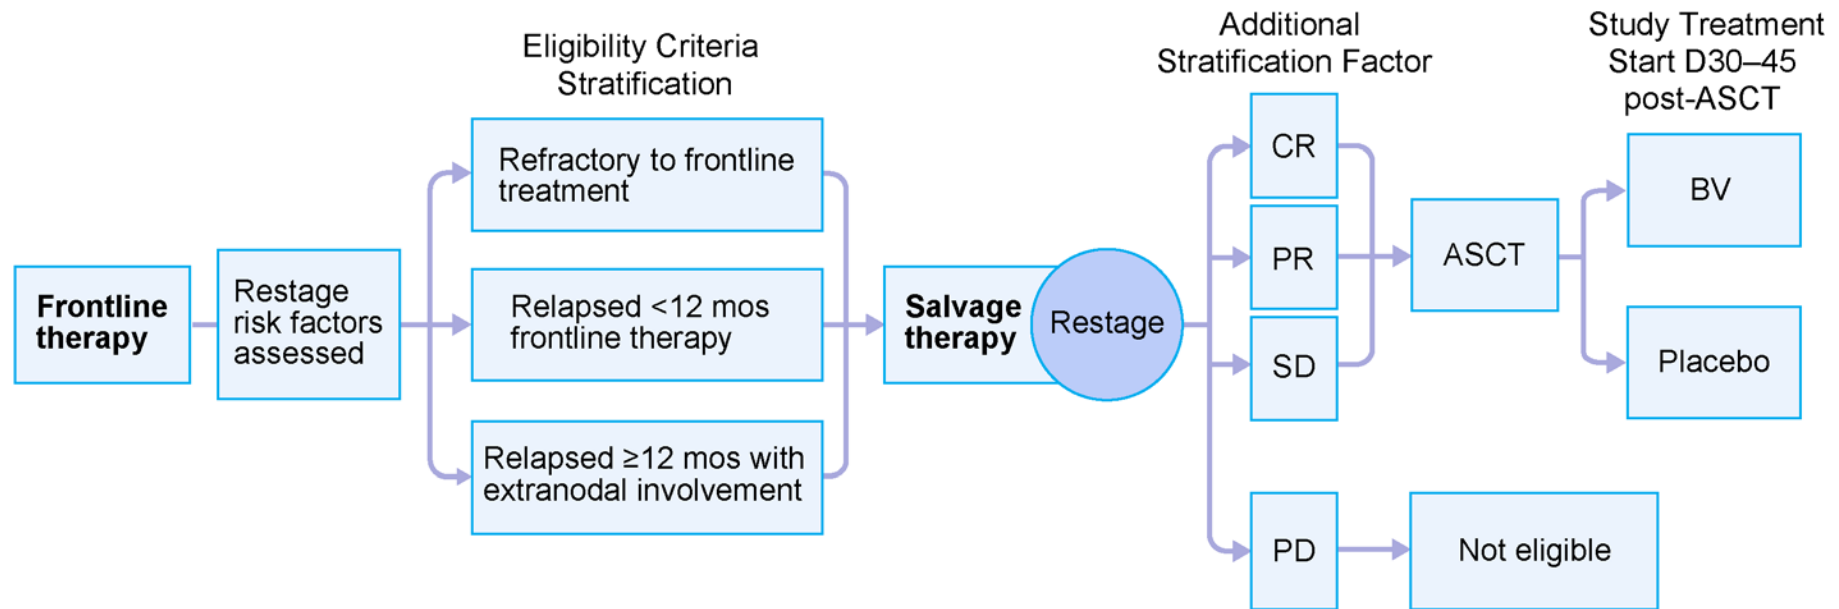 Eligibility Criteria
Stratification
Additional
Stratification Factor
Study Treatment
Start D30–45
post-ASCT
Frontline
therapy
Restage
risk factors
assessed
Refractory to frontline
treatment
Relapsed <12 mos
frontline therapy
Relapsed ≥12 mos with
extranodal involvement
Salvage
therapy
Restage
CR
PR
SD
PD
ASCT
Not eligible
BV
Placebo